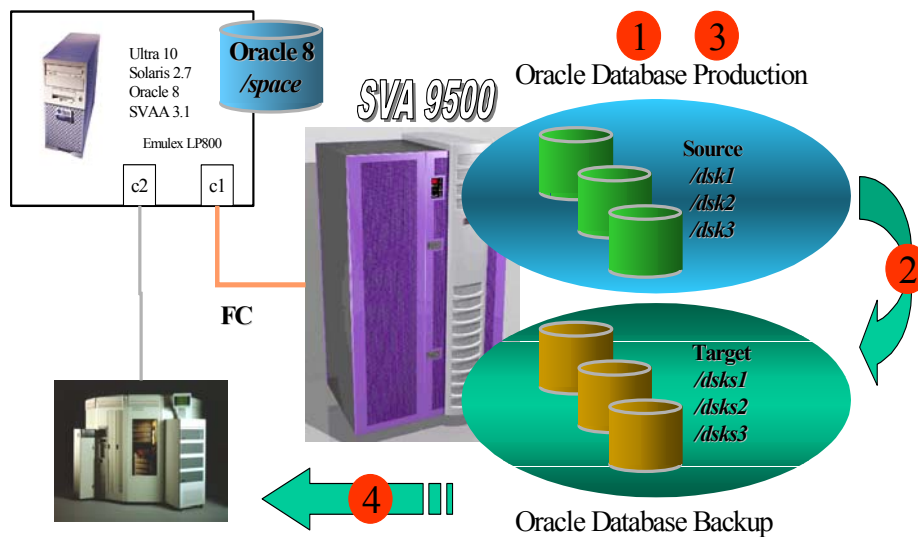 Ultra 10
Solaris 2.7
Oracle 8
SVAA 3.1
Emulex LP800
c2
c1
Oracle 8
/space
SVA 9500
1
3
Oracle Database Production
Source
/dsk1
/dsk2
/dsk3
2
FC
Target
/dsks1
/dsks2
/dsks3
4
Oracle Database Backup